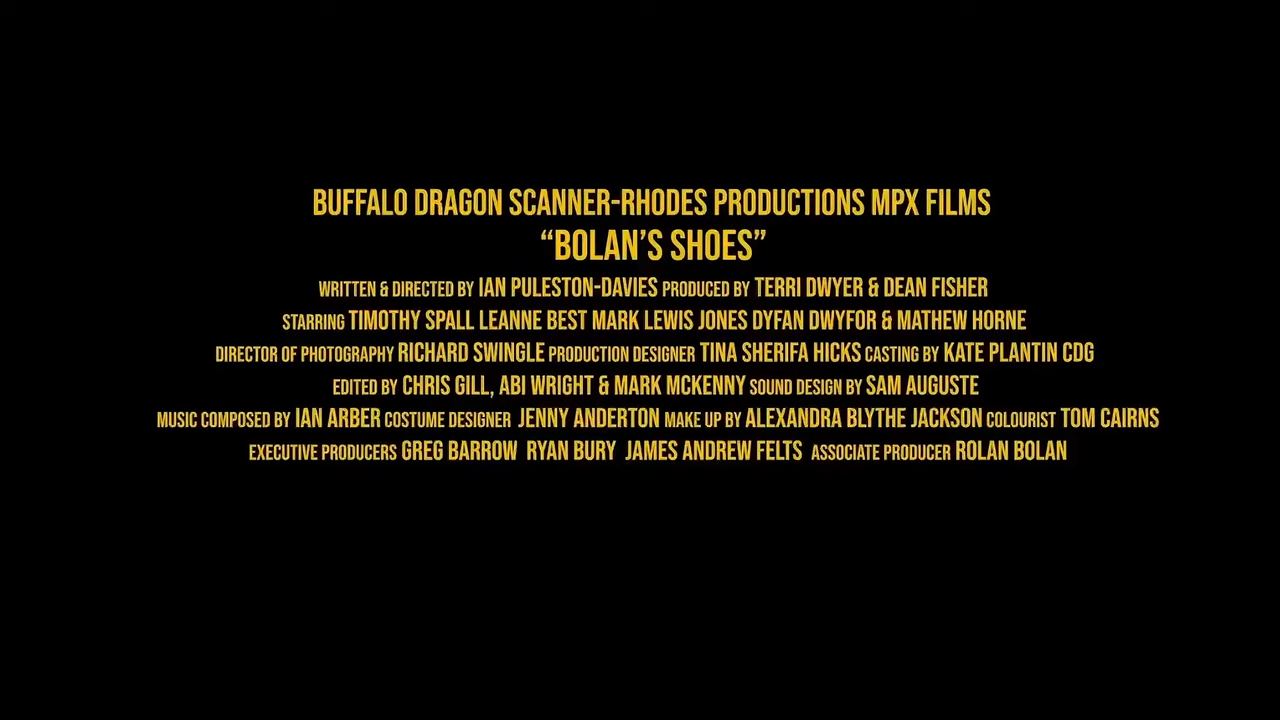 BUFFALO DRAGON SCANNER-RHODES PRODUCTIONS MPX FILMS
“BOLAN’S SHOES”
WRITTEN & DIRECTED BY IAN PULESTON-DAVIES PRODUCED BY TERRI DWYER & DEAN FISHER
STARRING TIMOTHY SPALL LEANNE BEST MARK LEWIS JONES DYFAN DWYFOR & MATHEW HORNE
DIRECTOR OF PHOTOGRAPHY RICHARD SWINGLE PRODUCTION DESIGNER TINA SHERIFA HICKS CASTING BY KATE PLANTIN CDG
EDITED BY CHRIS GILL, ABI WRIGHT & MARK MCKENNY SOUND DESIGN BY SAM AUGUSTE
MUSIC COMPOSED BY IAN ARBER COSTUME DESIGNER JENNY ANDERTON MAKE UP BY ALEXANDRA BLYTHE JACKSON COLOURIST TOM CAIRNS
EXECUTIVE PRODUCERS GREG BARROW RYAN BURY JAMES ANDREW FELTS ASSOCIATE PRODUCER ROLAN BOLAN